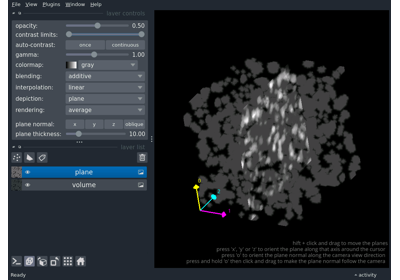 File View Plugins Window Help
layer controls
opacity: 0.50
contrast limits:
auto-contrast: once continuous
gamma: 1.00
colormap: gray
blending: additive
interpolation: linear
depiction: plane
rendering: average
plane normal: x y z oblique
plane thickness: 10.00
layer list
plane
volume
hift + click and drag to move the planes
press 'x', 'y' or 'z' to orient the plane along that axis around the cursor
press 'o' to orient the plane normal along the camera view direction
press and hold 'o' then click and drag to make the plane normal follow the camera
Ready
activity